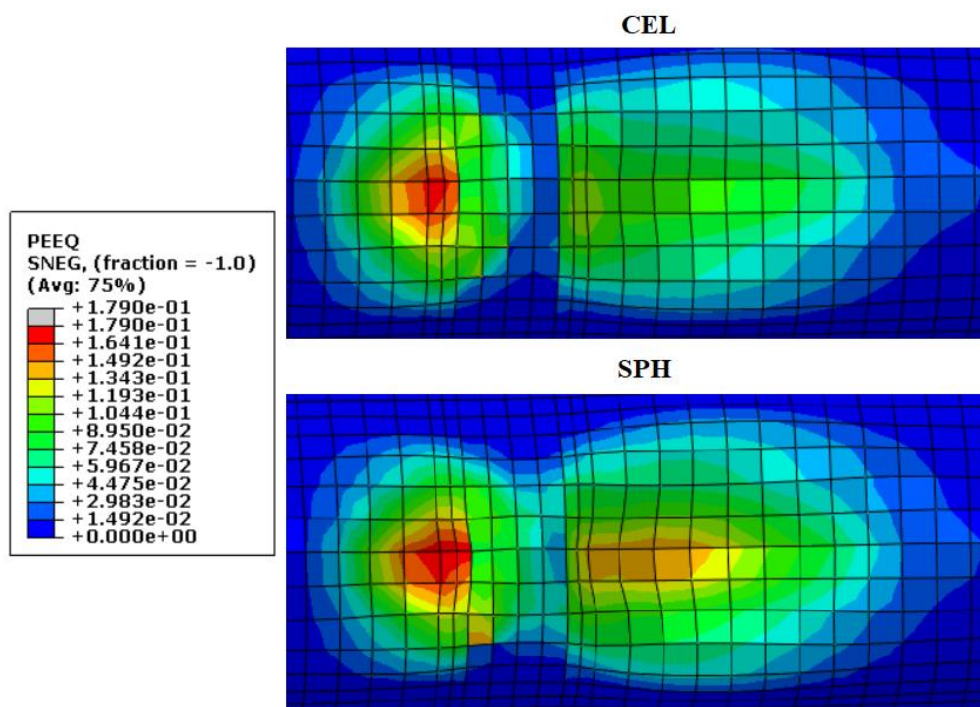 CEL
PEEQ
SNEG, (fraction = -1.0)
(Avg: 75%)
+1.790e-01
+1.790e-01
+1.641e-01
+1.492e-01
+1.343e-01
+1.193e-01
+1.044e-01
+8.950e-02
+7.458e-02
+5.967e-02
+4.475e-02
+2.983e-02
+1.492e-02
+0.000e+00
SPH